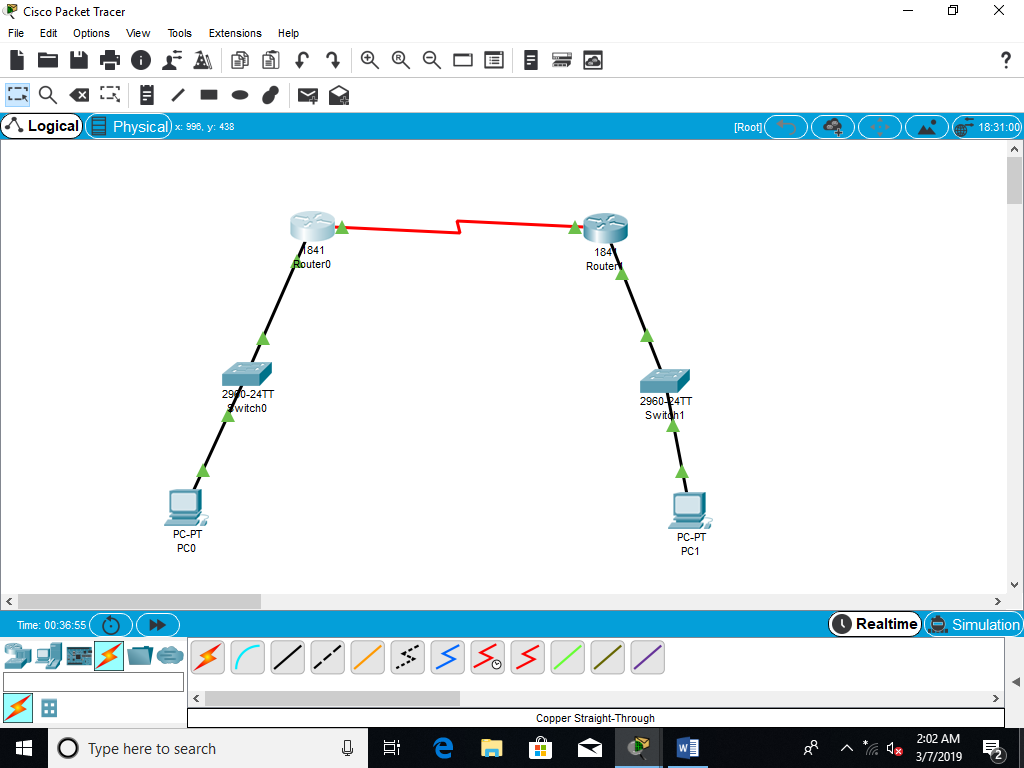 Cisco Packet Tracer
File Edit Options View Tools Extensions Help
Logical Physical x: 996, y: 438 [Root] 18:31:00
1841
Router0
1841
Router1
2960-24TT
Switch0
2960-24TT
Switch1
PC-PT
PC0
PC-PT
PC1
Time: 00:36:55 Realtime Simulation
Copper Straight-Through
Type here to search
2:02 AM
3/7/2019
2